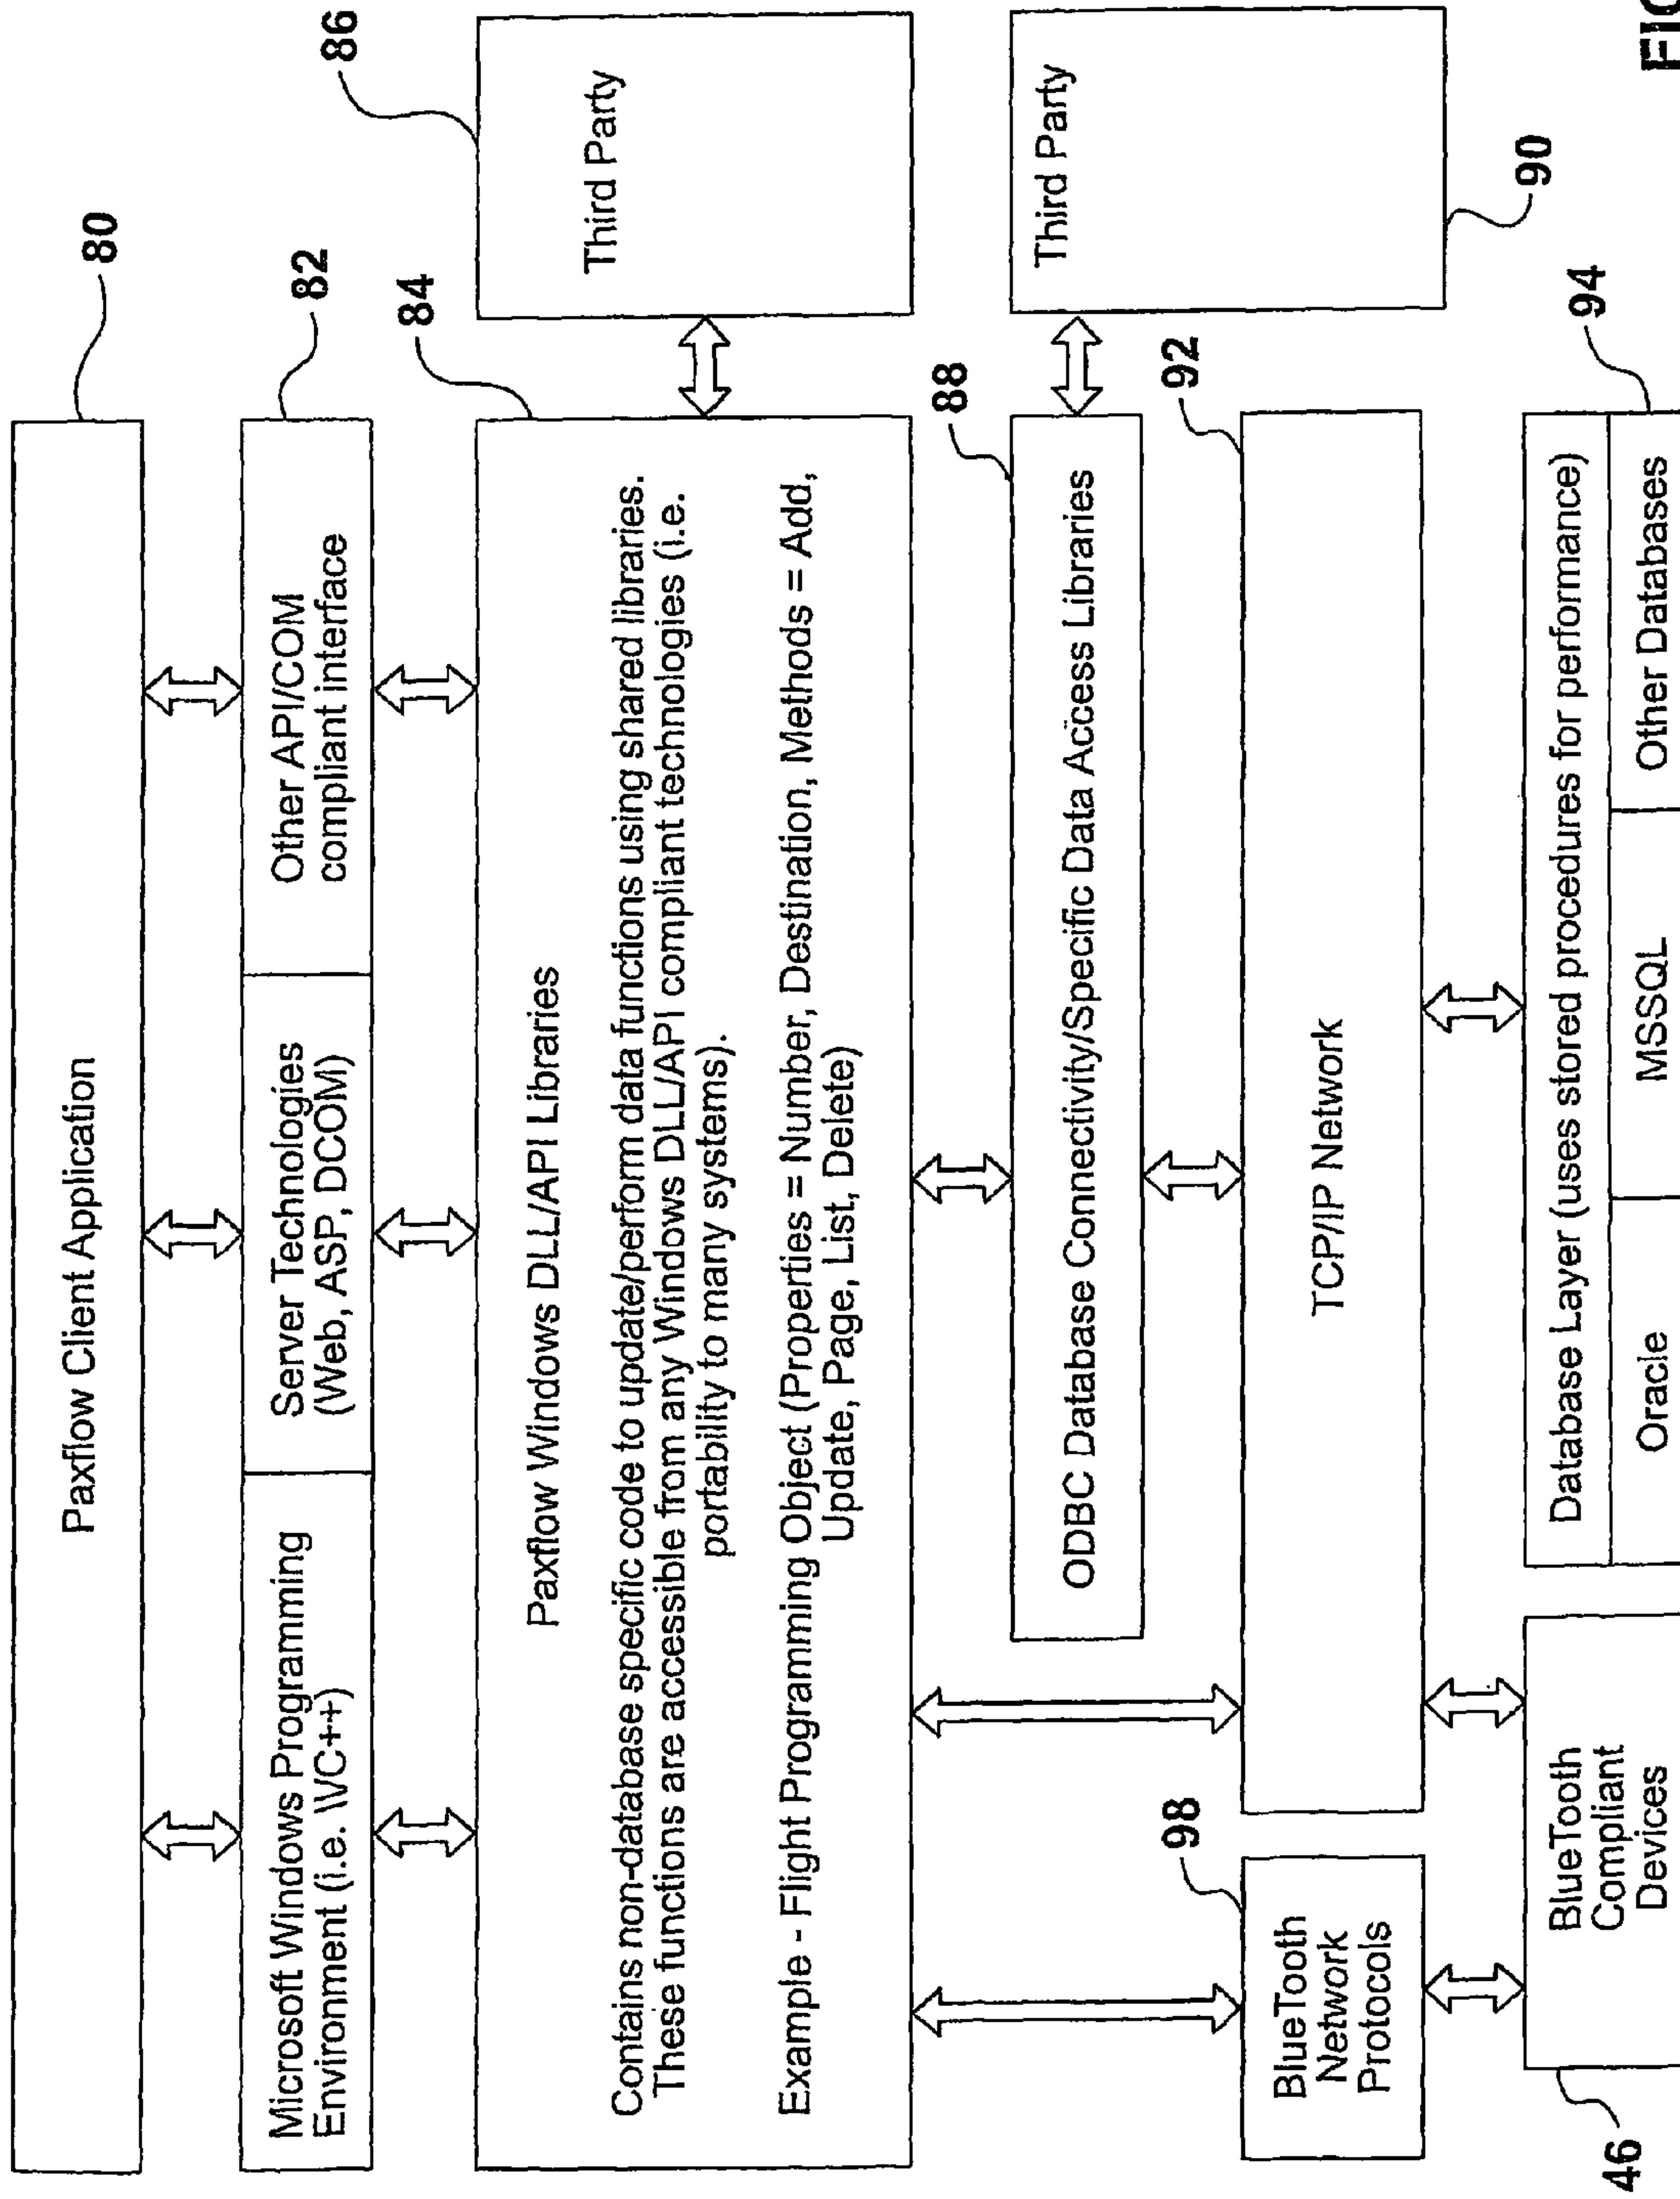 Paxflow Client Application
80
Microsoft Windows Programming
Environment (i.e. \\/C++)
Server Technologies
(Web, ASP, DCOM)
Other API/COM
compliant interface
82
84
Paxflow Windows DLL/API Libraries
Contains non-database specific code to update/perform data functions using shared libraries.
These functions are accessible from any Windows DLL/API compliant technologies (i.e.
portability to many systems).
Example - Flight Programming Object (Properties = Number, Destination, Methods = Add,
Update, Page, List, Delete)
Third Party
86
88
ODBC Database Connectivity/Specific Data Access Libraries
Third Party
90
98
BlueTooth
Network
Protocols
TCP/IP Network
92
46
BlueTooth
Compliant
Devices
Database Layer (uses stored procedures for performance)
94
Oracle
MSSQL
Other Databases